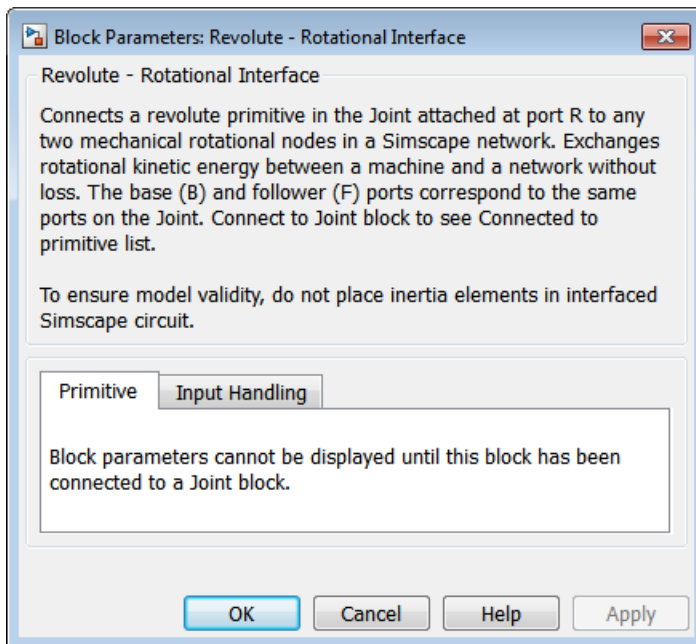 Block Parameters: Revolute - Rotational Interface
Revolute - Rotational Interface
Connects a revolute primitive in the Joint attached at port R to any
two mechanical rotational nodes in a Simscape network. Exchanges
rotational kinetic energy between a machine and a network without
loss. The base (B) and follower (F) ports correspond to the same
ports on the Joint. Connect to Joint block to see Connected to
primitive list.
To ensure model validity, do not place inertia elements in interfaced
Simscape circuit.
Primitive Input Handling
Block parameters cannot be displayed until this block has been
connected to a Joint block.
OK Cancel Help Apply